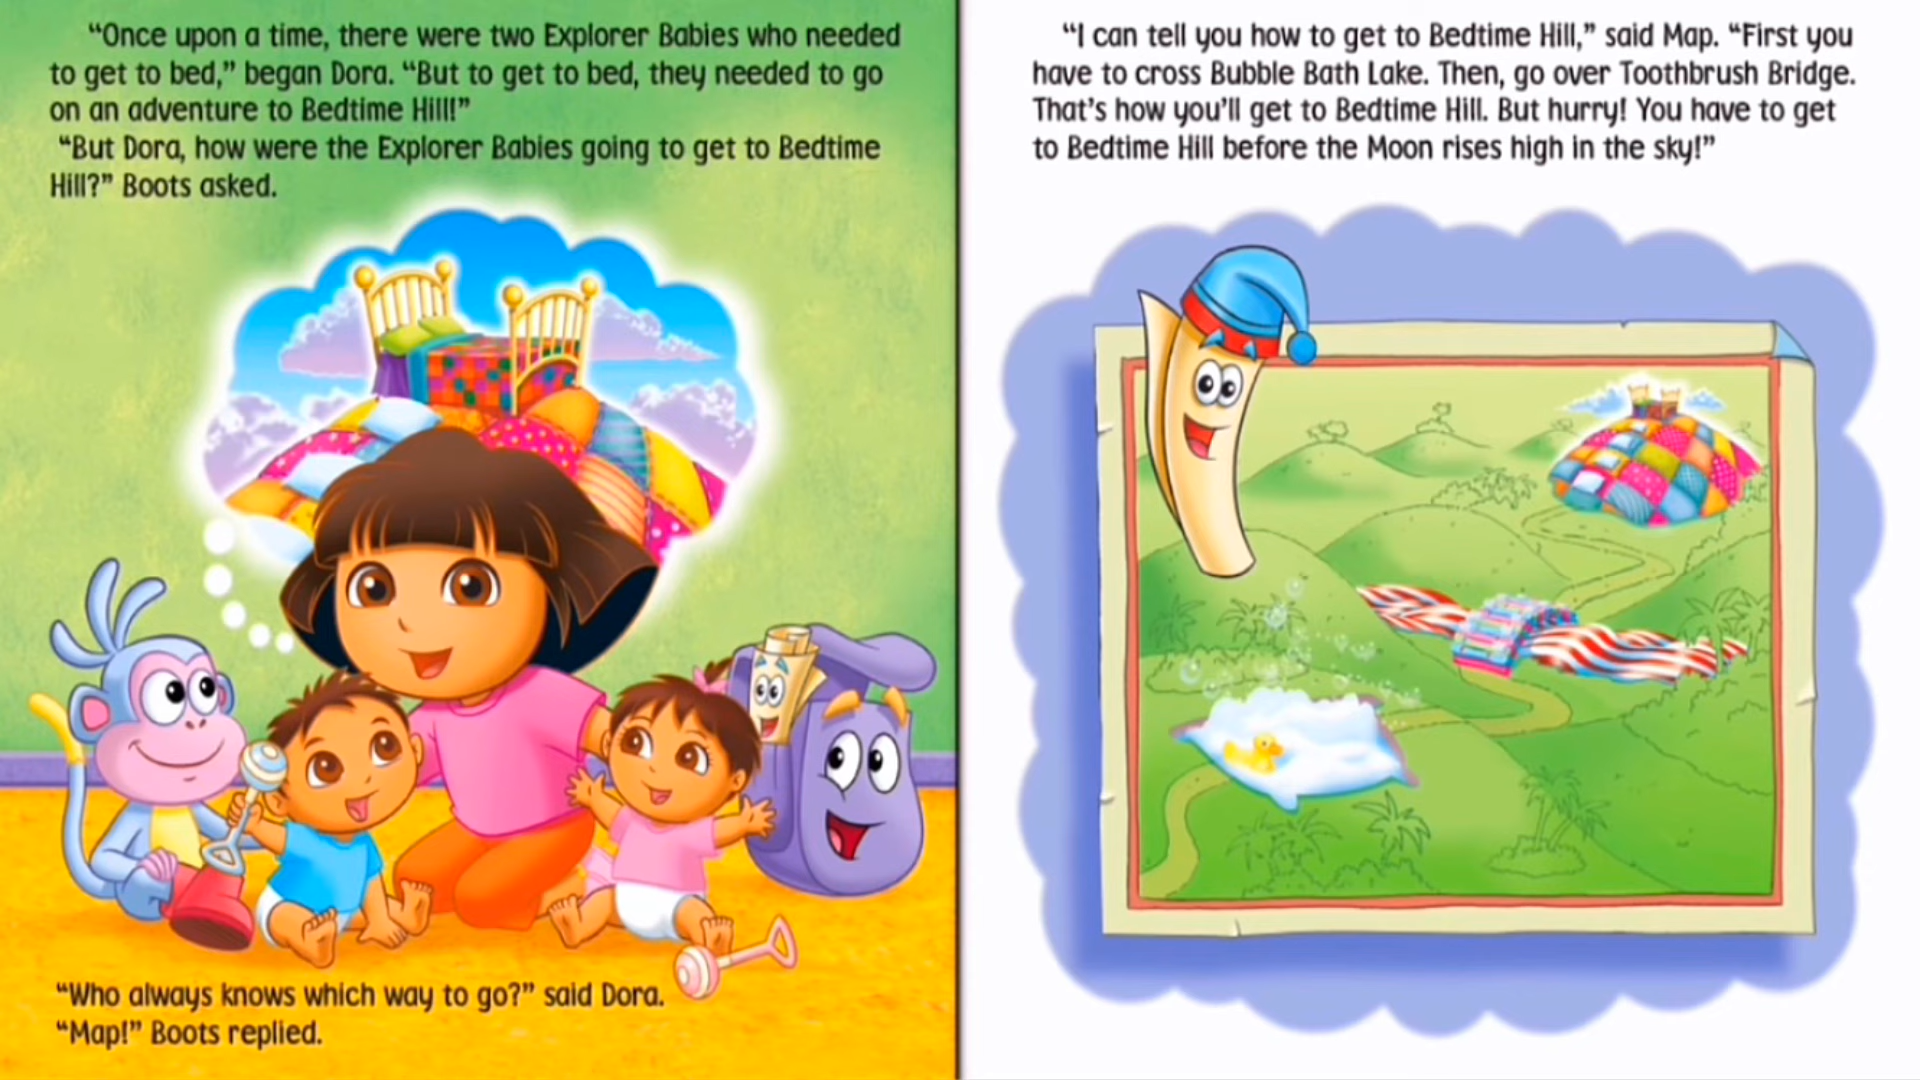 “Once upon a time, there were two Explorer Babies who needed
to get to bed,” began Dora. “But to get to bed, they needed to go
on an adventure to Bedtime Hill!”
“But Dora, how were the Explorer Babies going to get to Bedtime
Hill?” Boots asked.
“Who always knows which way to go?” said Dora.
“Map!” Boots replied.
“I can tell you how to get to Bedtime Hill,” said Map. “First you
have to cross Bubble Bath Lake. Then, go over Toothbrush Bridge.
That’s how you’ll get to Bedtime Hill. But hurry! You have to get
to Bedtime Hill before the Moon rises high in the sky!”